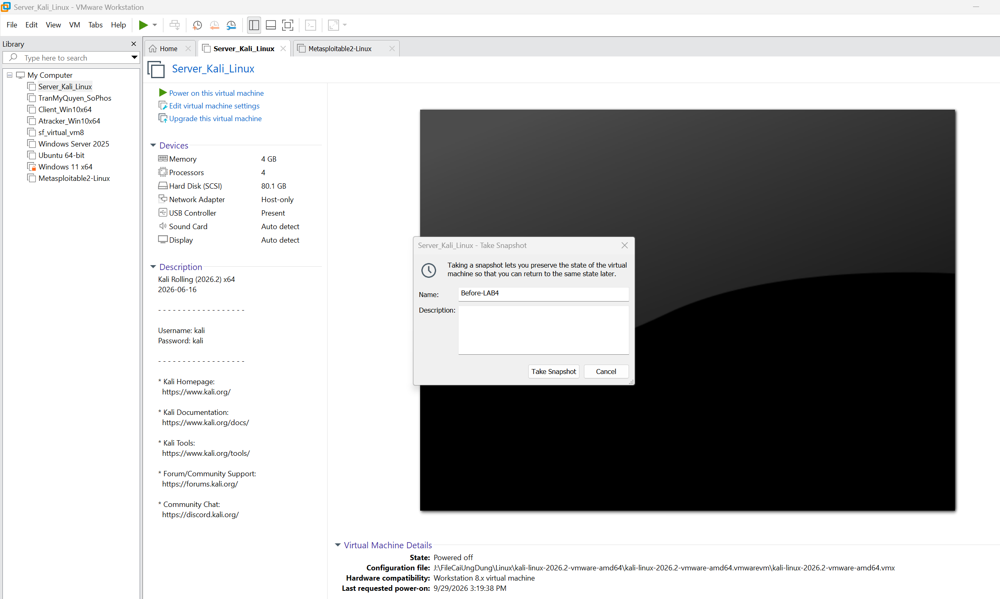 Server_Kali_Linux - VMware Workstation
File Edit View VM Tabs Help
Library
Type here to search
My Computer
Server_Kali_Linux
TranMyQuyen_SoPhos
Client_Win10x64
Atracker_Win10x64
sf_virtual_vm8
Windows Server 2025
Ubuntu 64-bit
Windows 11 x64
Metasploitable2-Linux
Home Server_Kali_Linux Metasploitable2-Linux
Server_Kali_Linux
Power on this virtual machine
Edit virtual machine settings
Upgrade this virtual machine
Devices
Memory 4 GB
Processors 4
Hard Disk (SCSI) 80.1 GB
Network Adapter Host-only
USB Controller Present
Sound Card Auto detect
Display Auto detect
Description
Kali Rolling (2026.2) x64
2026-06-16
- - - - - - - - - - - - - - - - - -
Username: kali
Password: kali
- - - - - - - - - - - - - - - - - -
* Kali Homepage:
https://www.kali.org/
* Kali Documentation:
https://www.kali.org/docs/
* Kali Tools:
https://www.kali.org/tools/
* Forum/Community Support:
https://forums.kali.org/
* Community Chat:
https://discord.kali.org/
Server_Kali_Linux - Take Snapshot
Taking a snapshot lets you preserve the state of the virtual
machine so that you can return to the same state later.
Name: Before-LAB4
Description:
Take Snapshot Cancel
Virtual Machine Details
State: Powered off
Configuration file: J:\FileCaiUngDung\Linux\kali-linux-2026.2-vmware-amd64\kali-linux-2026.2-vmware-amd64.vmwarevm\kali-linux-2026.2-vmware-amd64.vmx
Hardware compatibility: Workstation 8.x virtual machine
Last requested power-on: 9/29/2026 3:19:38 PM